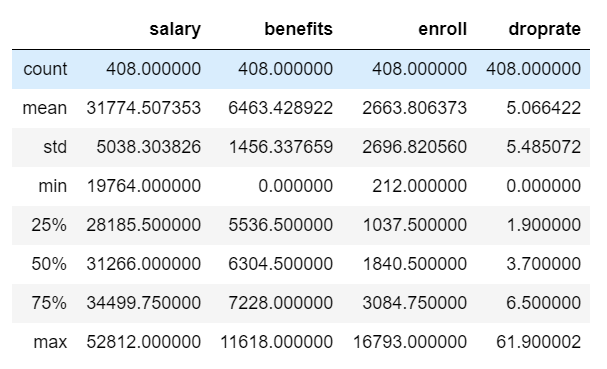 salary benefits enroll droprate
count 408.000000 408.000000 408.000000 408.000000
mean 31774.507353 6463.428922 2663.806373 5.066422
std 5038.303826 1456.337659 2696.820560 5.485072
min 19764.000000 0.000000 212.000000 0.000000
25% 28185.500000 5536.500000 1037.500000 1.900000
50% 31266.000000 6304.500000 1840.500000 3.700000
75% 34499.750000 7228.000000 3084.750000 6.500000
max 52812.000000 11618.000000 16793.000000 61.900002